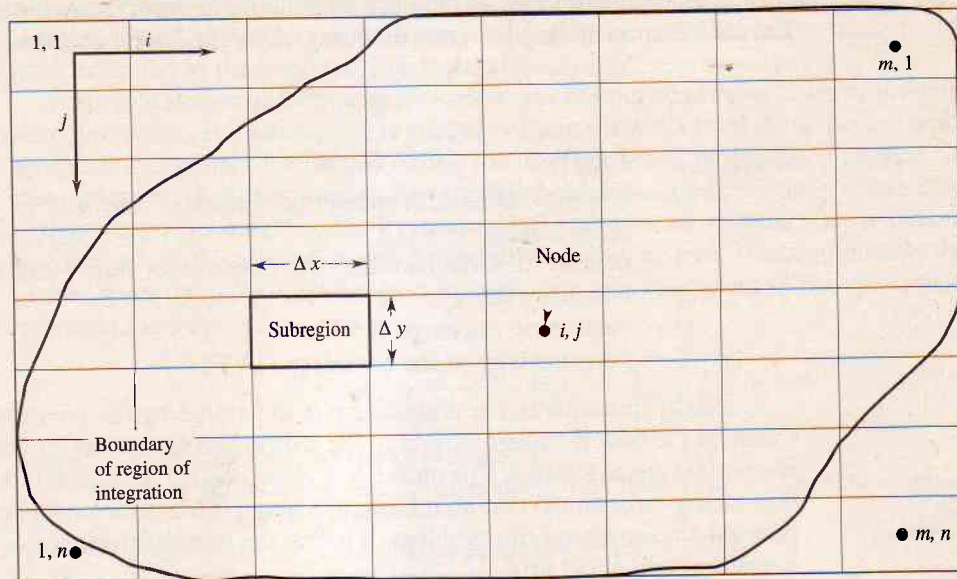 1, 1
i
m, 1
j
Node
Δ x
Subregion
Δ y
i, j
Boundary
of region of
integration
1, n
m, n